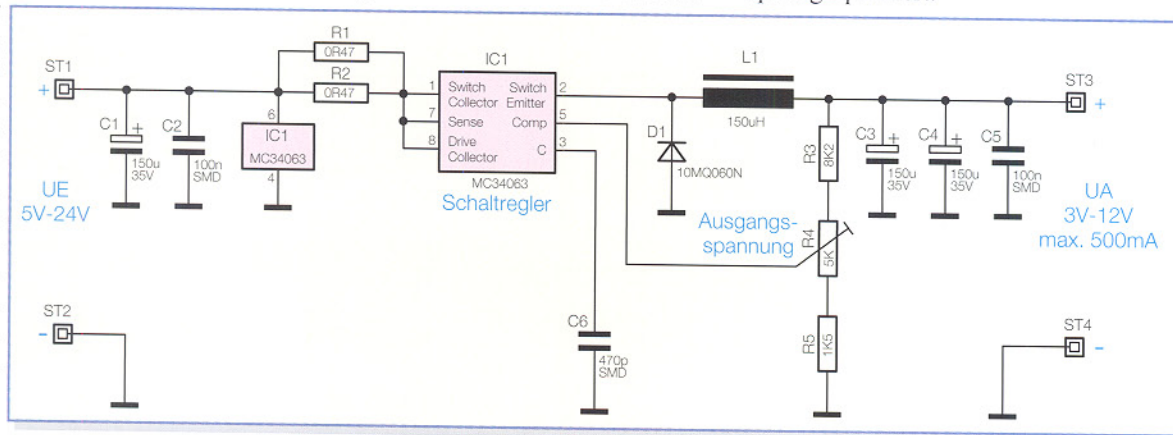 R1
0R47
R2
0R47
ST1
+
C1
+
150u
35V
C2
100n
SMD
UE
5V-24V
6
IC1
MC34063
4
IC1
1
Switch
Collector
7
Sense
8
Drive
Collector
Switch
Emitter
2
Comp
5
C
3
MC34063
Schaltregler
D1
10MQ060N
L1
150uH
R3
8K2
Ausgangs-
spannung
R4
5K
R5
1K5
C6
470p
SMD
C3
+
150u
35V
C4
+
150u
35V
C5
100n
SMD
ST3
+
UA
3V-12V
max. 500mA
ST2
-
ST4
-